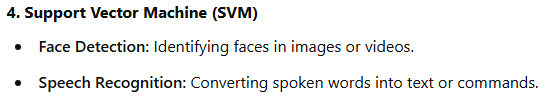 4. Support Vector Machine (SVM)
• Face Detection: Identifying faces in images or videos.
• Speech Recognition: Converting spoken words into text or commands.